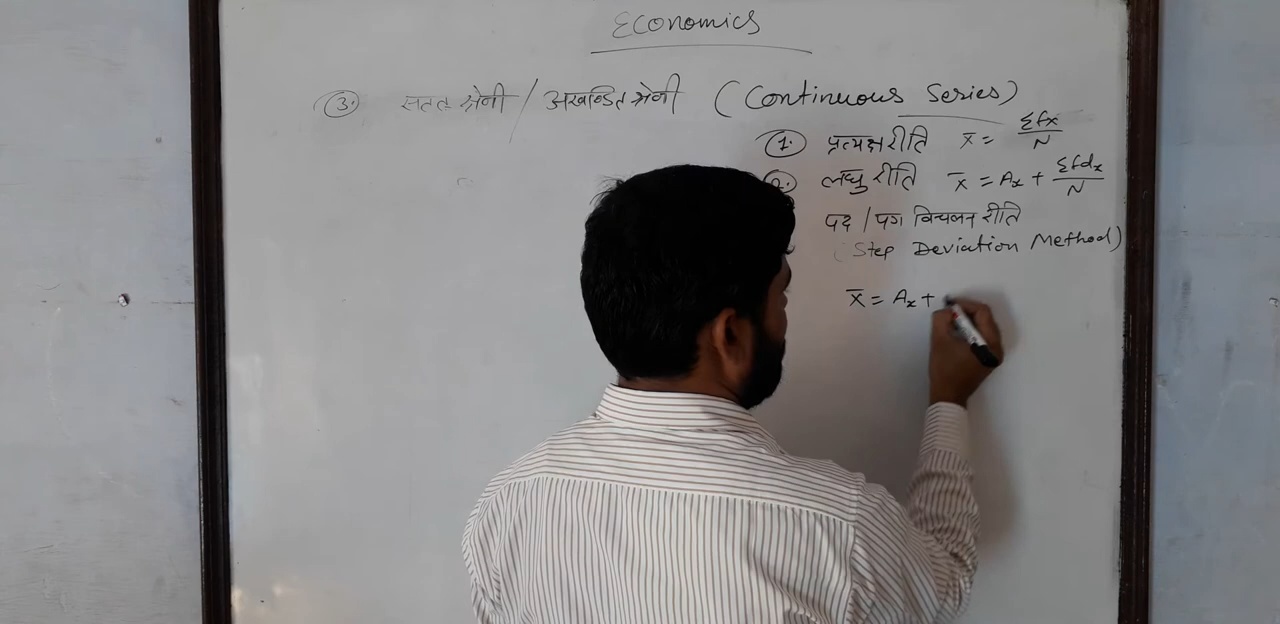 Economics
③. सतत श्रेणी / अखण्डित श्रेणी (Continuous Series)
①. प्रत्यक्ष रीति x̄ = Σfx/N
②. लघु रीति x̄ = Ax + Σfdx/N
पद / पग विचलन रीति
(Step Deviation Method)
x̄ = Ax +